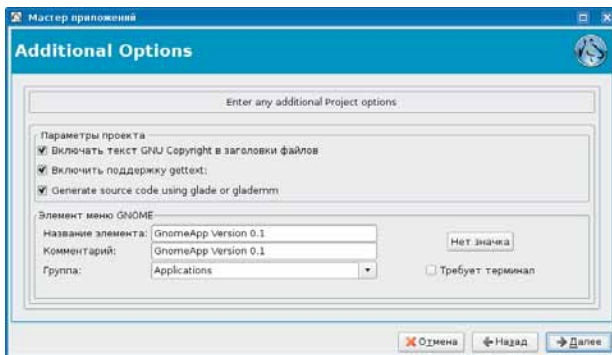 Мастер приложений
Additional Options
Enter any additional Project options
Параметры проекта
Включать текст GNU Copyright в заголовки файлов
Включить поддержку gettext:
Generate source code using glade or glademm
Элемент меню GNOME
Название элемента: GnomeApp Version 0.1
Нет значка
Комментарий: GnomeApp Version 0.1
Группа: Applications
Требует терминал
Отмена Назад Далее